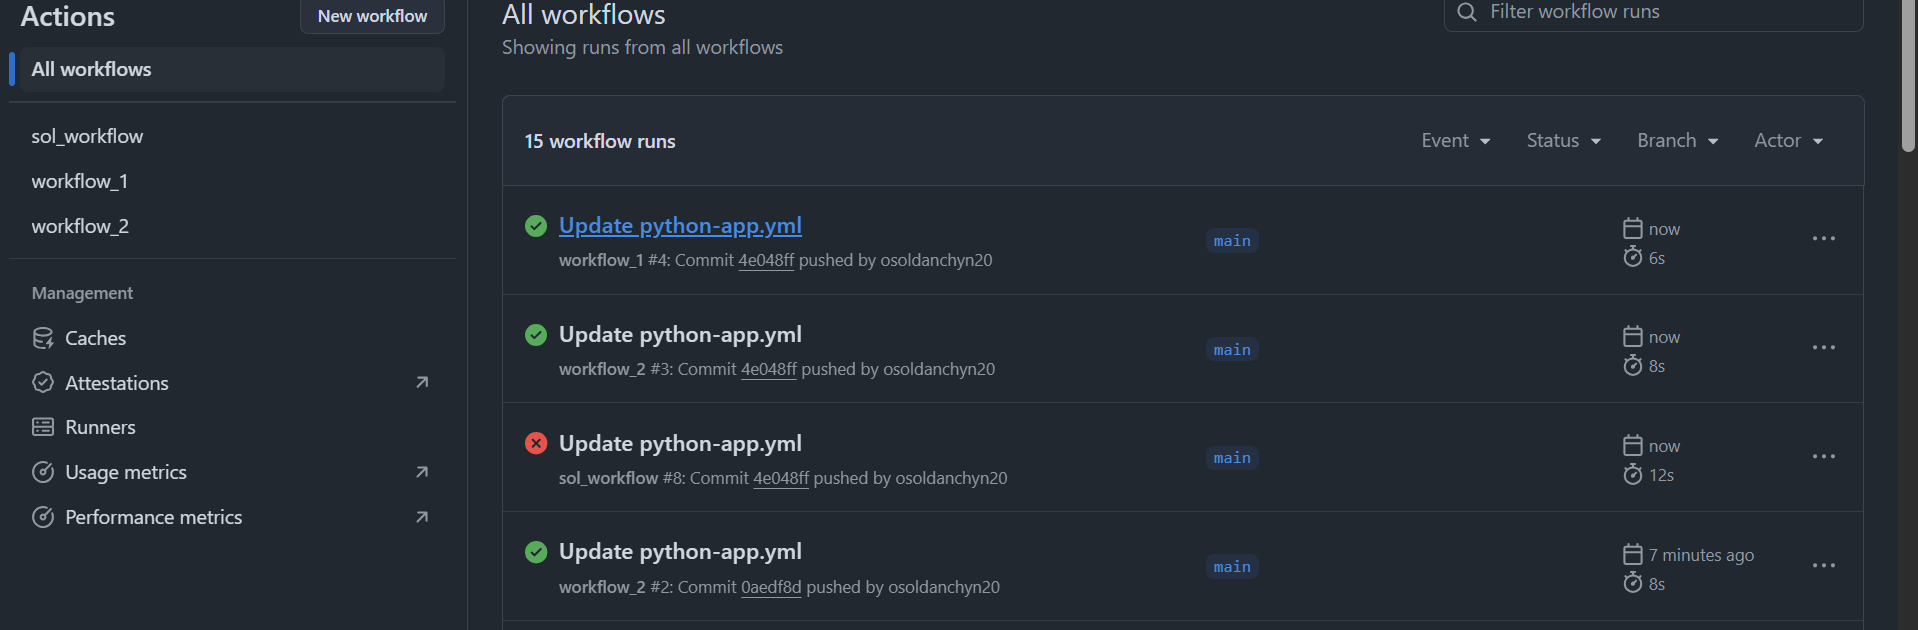 Actions
New workflow
All workflows
sol_workflow
workflow_1
workflow_2
Management
Caches
Attestations
Runners
Usage metrics
Performance metrics
All workflows
Showing runs from all workflows
Filter workflow runs
15 workflow runs
Event
Status
Branch
Actor
Update python-app.yml
workflow_1 #4: Commit 4e048ff pushed by osoldanchyn20
main
now
6s
Update python-app.yml
workflow_2 #3: Commit 4e048ff pushed by osoldanchyn20
main
now
8s
Update python-app.yml
sol_workflow #8: Commit 4e048ff pushed by osoldanchyn20
main
now
12s
Update python-app.yml
workflow_2 #2: Commit 0aedf8d pushed by osoldanchyn20
main
7 minutes ago
8s